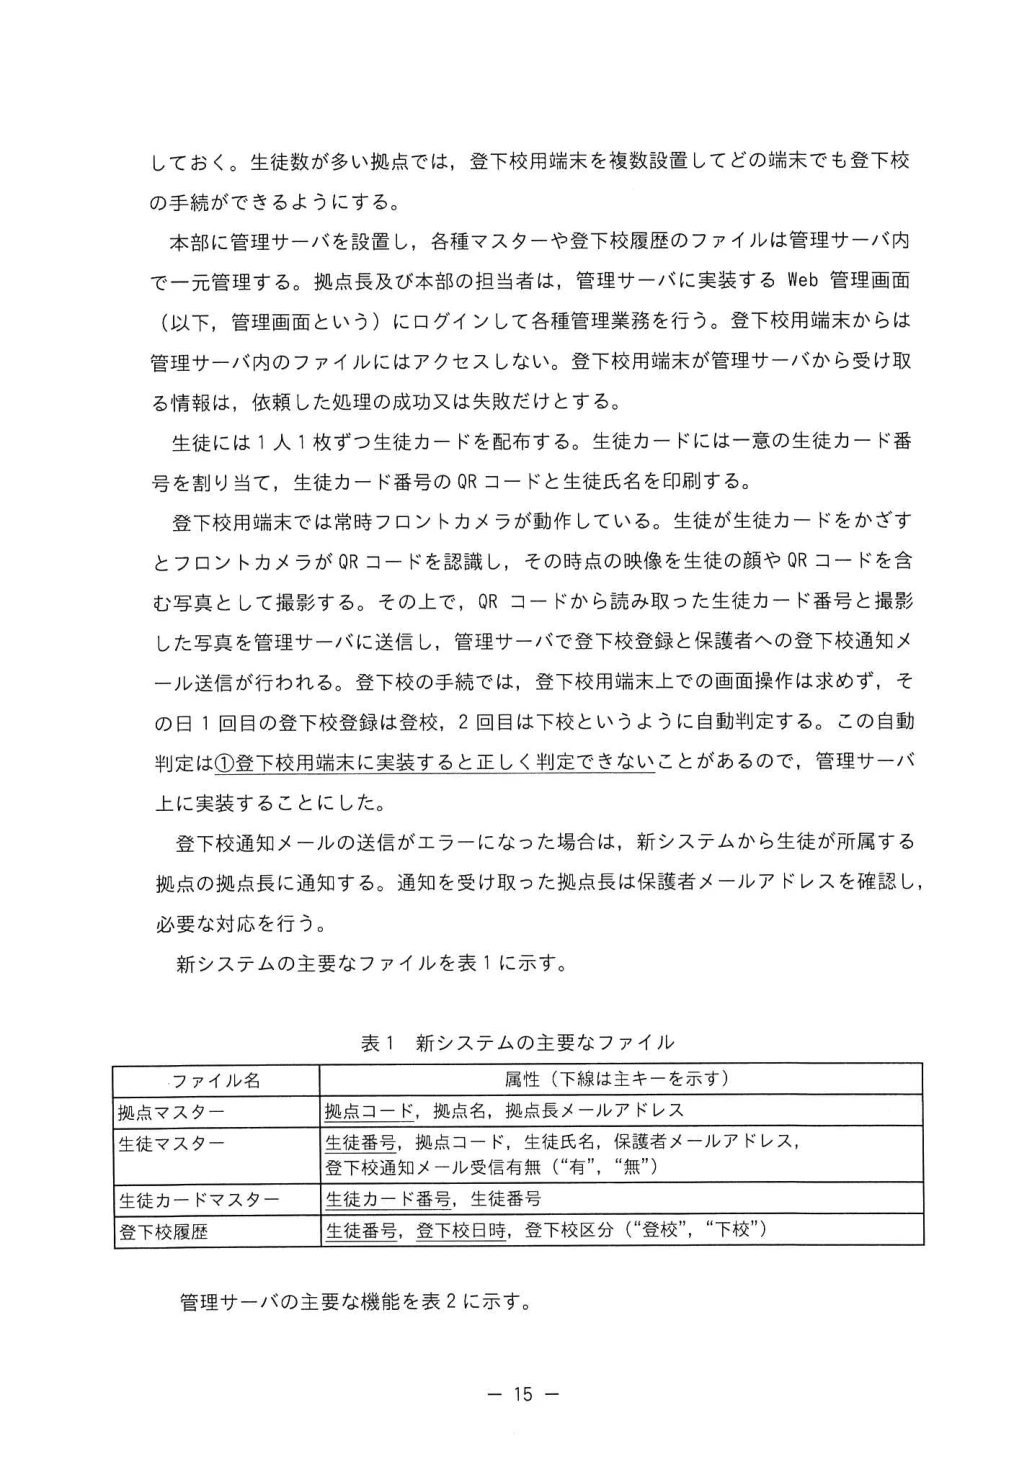 しておく。生徒数が多い拠点では，登下校用端末を複数設置してどの端末でも登下校
の手続ができるようにする。
本部に管理サーバを設置し，各種マスターや登下校履歴のファイルは管理サーバ内
で一元管理する。拠点長及び本部の担当者は，管理サーバに実装する Web 管理画面
（以下，管理画面という）にログインして各種管理業務を行う。登下校用端末からは
管理サーバ内のファイルにはアクセスしない。登下校用端末が管理サーバから受け取
る情報は，依頼した処理の成功又は失敗だけとする。
生徒には1人1枚ずつ生徒カードを配布する。生徒カードには一意の生徒カード番
号を割り当て，生徒カード番号の QR コードと生徒氏名を印刷する。
登下校用端末では常時フロントカメラが動作している。生徒が生徒カードをかざす
とフロントカメラが QR コードを認識し，その時点の映像を生徒の顔や QR コードを含
む写真として撮影する。その上で，QR コードから読み取った生徒カード番号と撮影
した写真を管理サーバに送信し，管理サーバで登下校登録と保護者への登下校通知メ
ール送信が行われる。登下校の手続では，登下校用端末上での画面操作は求めず，そ
の日1回目の登下校登録は登校，2回目は下校というように自動判定する。この自動
判定は①登下校用端末に実装すると正しく判定できないことがあるので，管理サーバ
上に実装することにした。
登下校通知メールの送信がエラーになった場合は，新システムから生徒が所属する
拠点の拠点長に通知する。通知を受け取った拠点長は保護者メールアドレスを確認し，
必要な対応を行う。
新システムの主要なファイルを表1に示す。
表1　新システムの主要なファイル
ファイル名　属性（下線は主キーを示す）
拠点マスター　拠点コード，拠点名，拠点長メールアドレス
生徒マスター　生徒番号，拠点コード，生徒氏名，保護者メールアドレス，
登下校通知メール受信有無（“有”，“無”）
生徒カードマスター　生徒カード番号，生徒番号
登下校履歴　生徒番号，登下校日時，登下校区分（“登校”，“下校”）
管理サーバの主要な機能を表2に示す。
－ 15 －